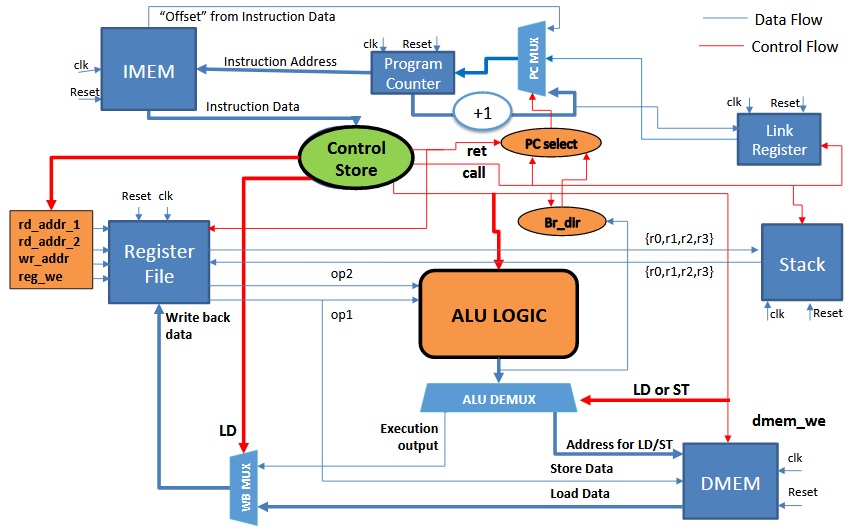 "Offset" from Instruction Data
Data Flow
Control Flow
clk
Reset
IMEM
Instruction Address
Instruction Data
clk
Reset
Program
Counter
PC MUX
+1
clk
Reset
Link
Register
Control
Store
ret
call
PC select
Br_dir
rd_addr_1
rd_addr_2
wr_addr
reg_we
Reset
clk
Register
File
{r0,r1,r2,r3}
{r0,r1,r2,r3}
Stack
clk
Reset
op2
op1
Write back
data
ALU LOGIC
ALU DEMUX
LD or ST
LD
Execution
output
Address for LD/ST
dmem_we
Store Data
Load Data
WB MUX
DMEM
clk
Reset